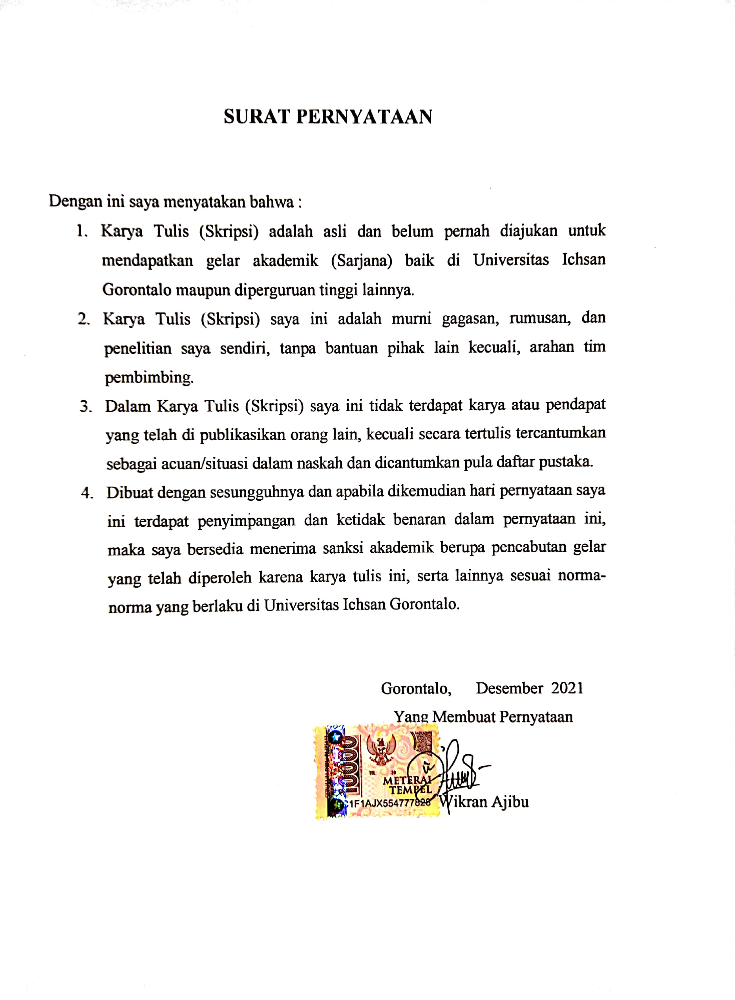 SURAT PERNYATAAN
Dengan ini saya menyatakan bahwa :
1. Karya Tulis (Skripsi) adalah asli dan belum pernah diajukan untuk
mendapatkan gelar akademik (Sarjana) baik di Universitas Ichsan
Gorontalo maupun diperguruan tinggi lainnya.
2. Karya Tulis (Skripsi) saya ini adalah murni gagasan, rumusan, dan
penelitian saya sendiri, tanpa bantuan pihak lain kecuali, arahan tim
pembimbing.
3. Dalam Karya Tulis (Skripsi) saya ini tidak terdapat karya atau pendapat
yang telah di publikasikan orang lain, kecuali secara tertulis tercantumkan
sebagai acuan/situasi dalam naskah dan dicantumkan pula daftar pustaka.
4. Dibuat dengan sesungguhnya dan apabila dikemudian hari pernyataan saya
ini terdapat penyimpangan dan ketidak benaran dalam pernyataan ini,
maka saya bersedia menerima sanksi akademik berupa pencabutan gelar
yang telah diperoleh karena karya tulis ini, serta lainnya sesuai norma-
norma yang berlaku di Universitas Ichsan Gorontalo.
Gorontalo, Desember 2021
Yang Membuat Pernyataan
10000
TGL 20
METERAI
TEMPEL
1F1AJX554777828
Wikran Ajibu